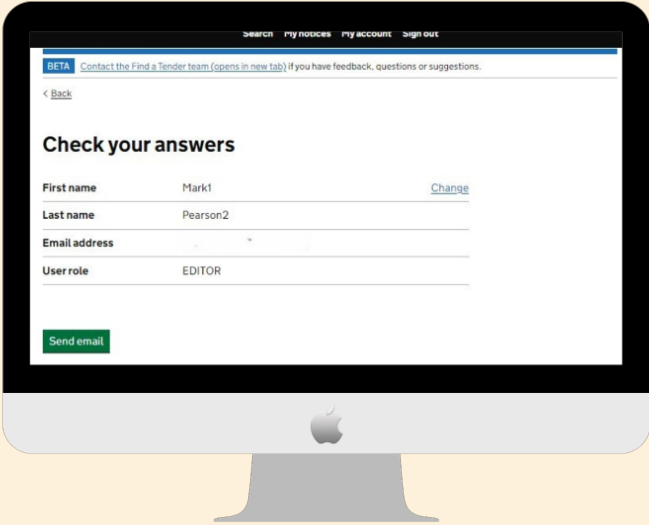 Search My notices My account Sign out
BETA Contact the Find a Tender team (opens in new tab) if you have feedback, questions or suggestions.
< Back
Check your answers
First name Mark1 Change
Last name Pearson2
Email address
User role EDITOR
Send email